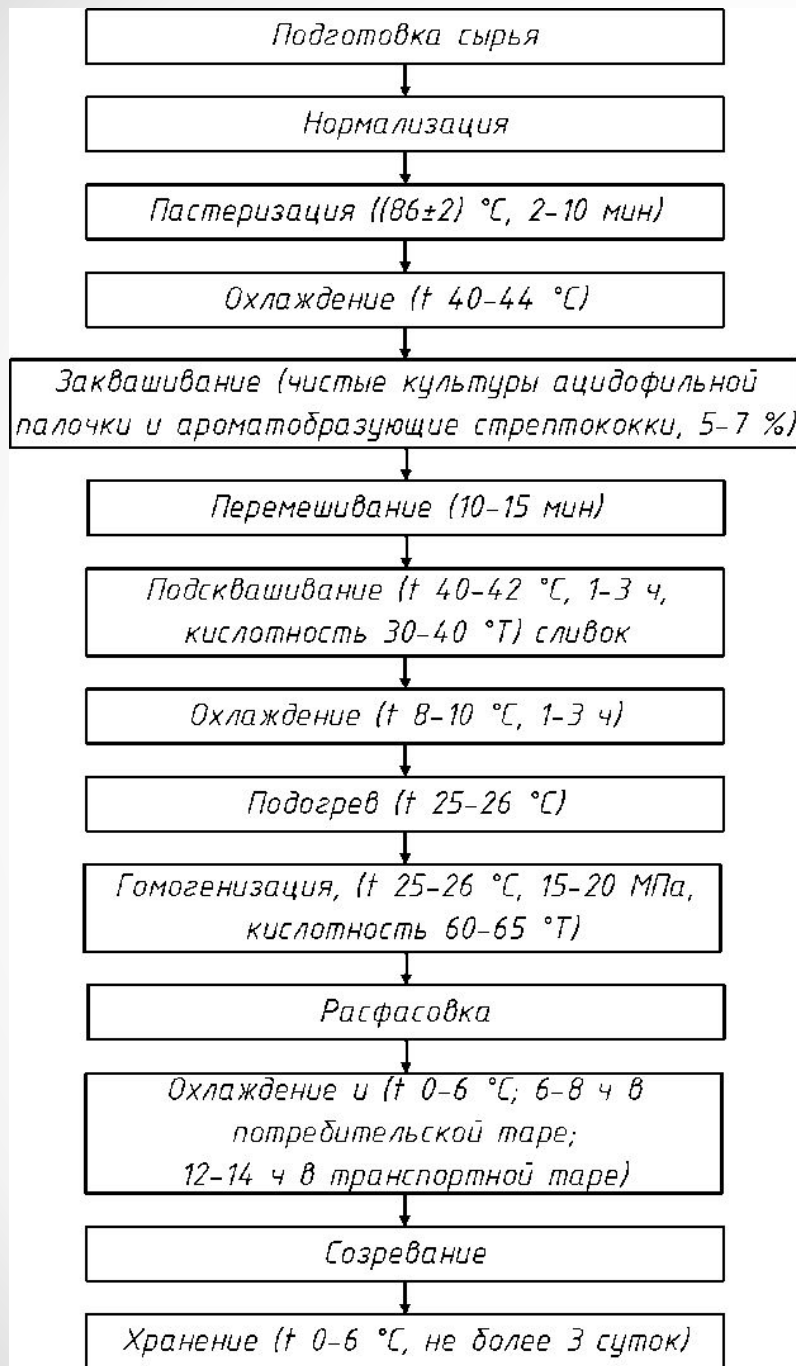 Подготовка сырья
Нормализация
Пастеризация ((86±2) °С, 2-10 мин)
Охлаждение (t 40-44 °С)
Заквашивание (чистые культуры ацидофильной
палочки и ароматобразующие стрептококки, 5-7 %)
Перемешивание (10-15 мин)
Подсквашивание (t 40-42 °С, 1-3 ч,
кислотность 30-40 °Т) сливок
Охлаждение (t 8-10 °С, 1-3 ч)
Подогрев (t 25-26 °С)
Гомогенизация, (t 25-26 °С, 15-20 МПа,
кислотность 60-65 °Т)
Расфасовка
Охлаждение и (t 0-6 °С; 6-8 ч в
потребительской таре;
12-14 ч в транспортной таре)
Созревание
Хранение (t 0-6 °С, не более 3 суток)